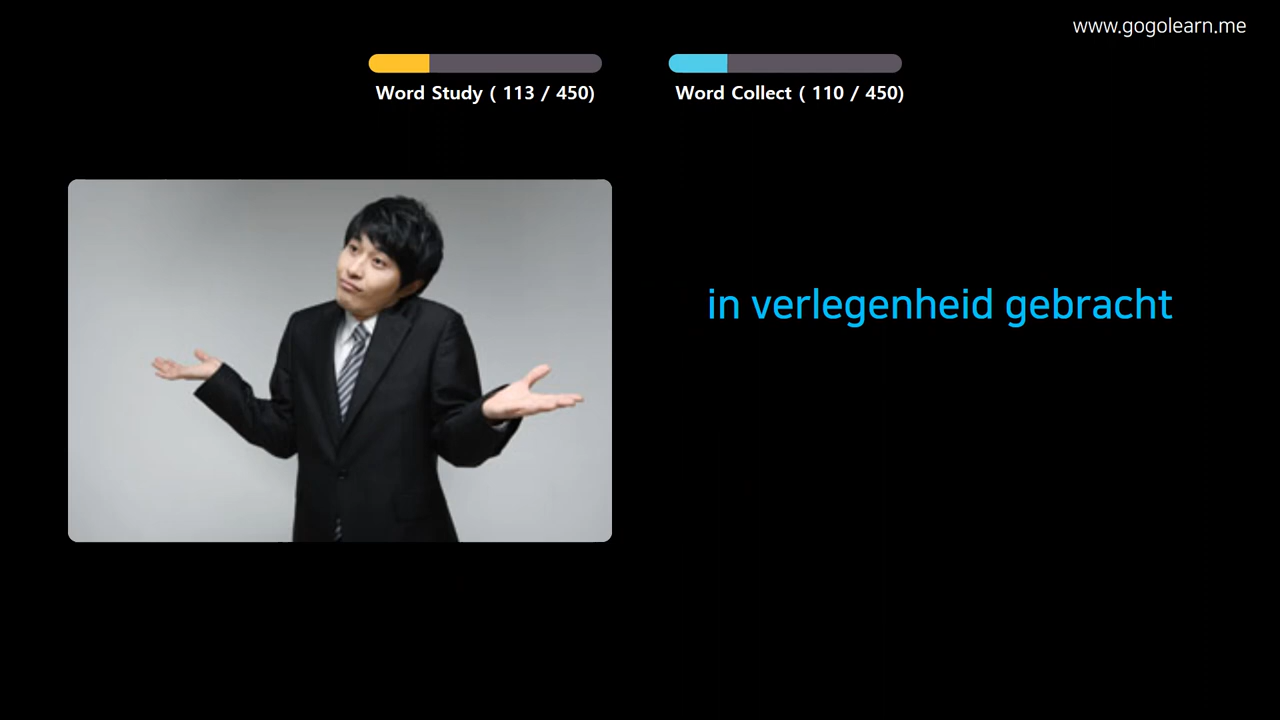 www.gogolearn.me
Word Study ( 113 / 450)
Word Collect ( 110 / 450)
in verlegenheid gebracht